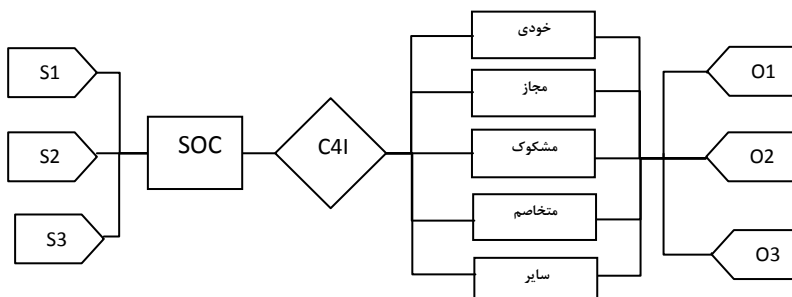 S1
S2
S3
SOC
C4I
خودی
مجاز
مشکوک
متخاصم
سایر
O1
O2
O3